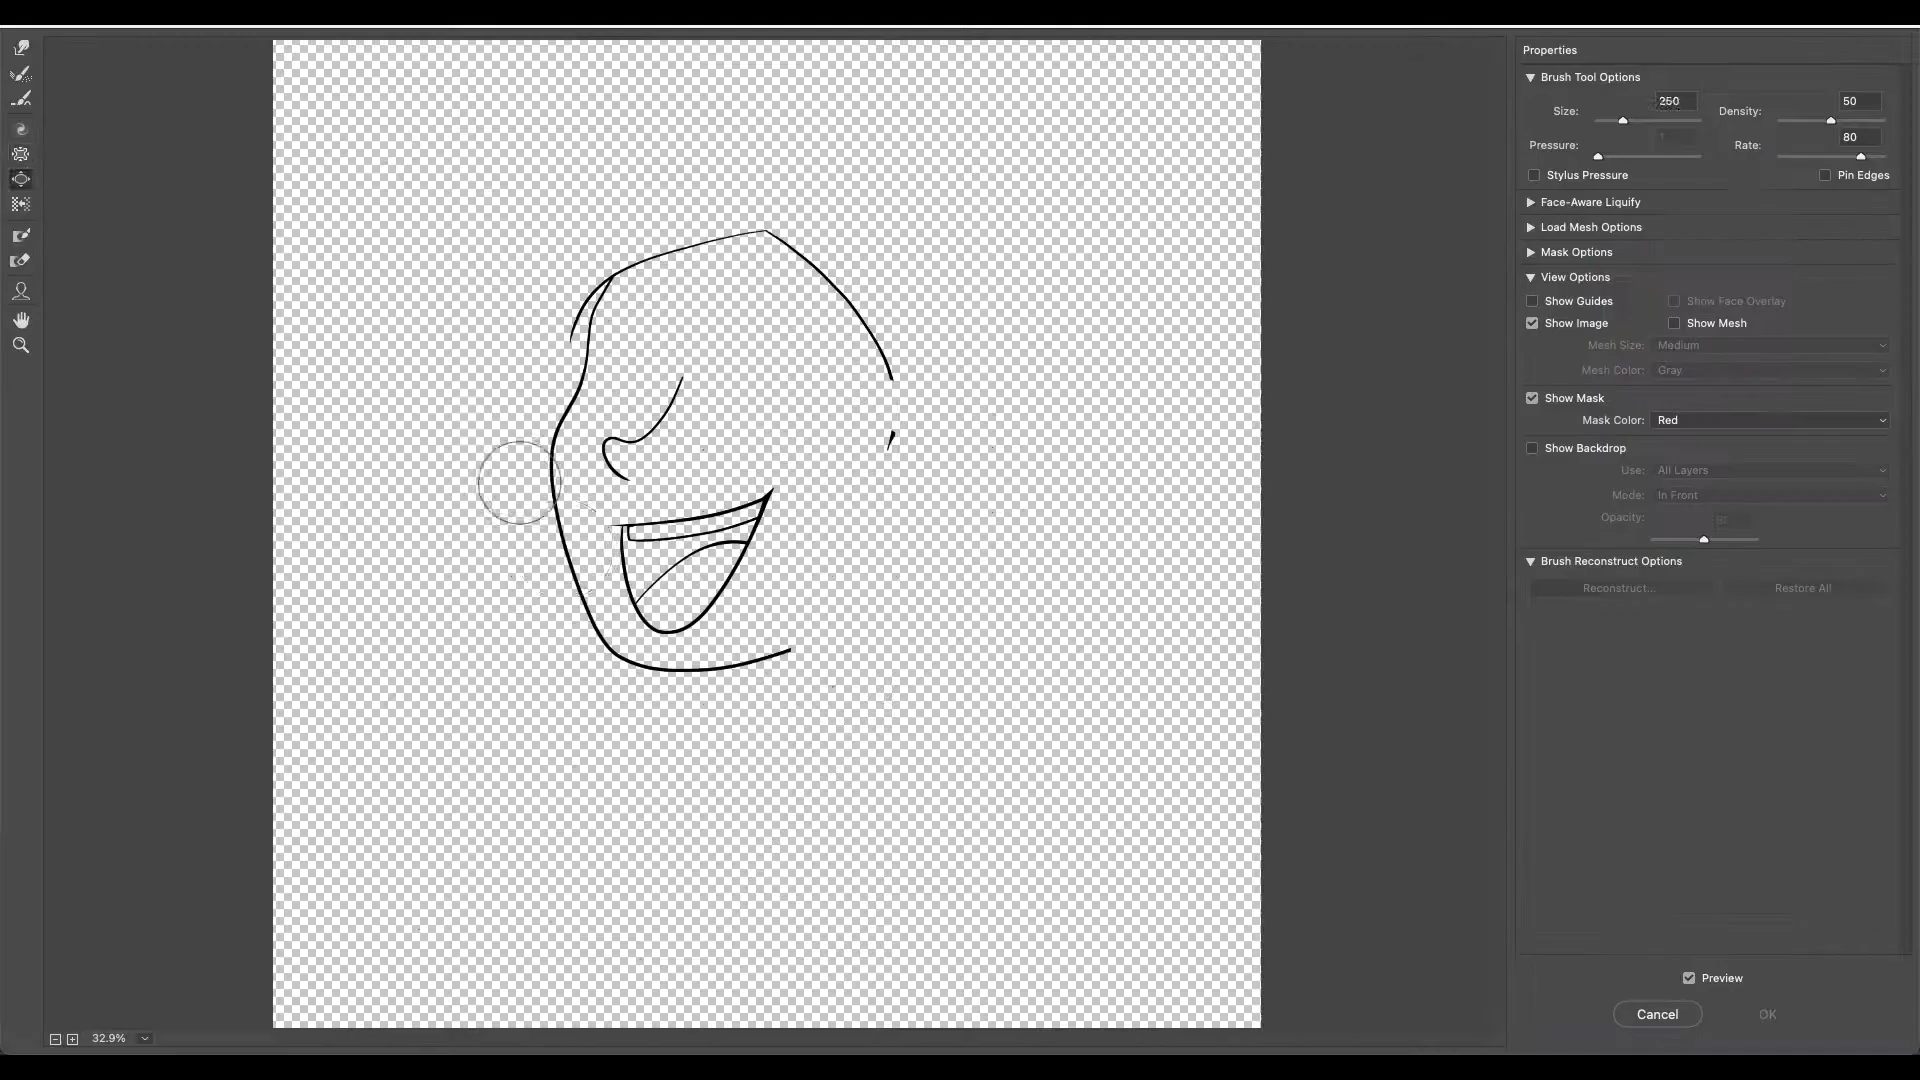 Properties
Brush Tool Options
Size: 250 Density: 50
Pressure: Rate: 80
Stylus Pressure Pin Edges
Face-Aware Liquify
Load Mesh Options
Mask Options
View Options
Show Guides Show Face Overlay
Show Image Show Mesh
Mesh Size: Medium
Mesh Color: Gray
Show Mask
Mask Color: Red
Show Backdrop
Use: All Layers
Mode: In Front
Opacity:
Brush Reconstruct Options
Reconstruct... Restore All
Preview
Cancel OK
32.9%